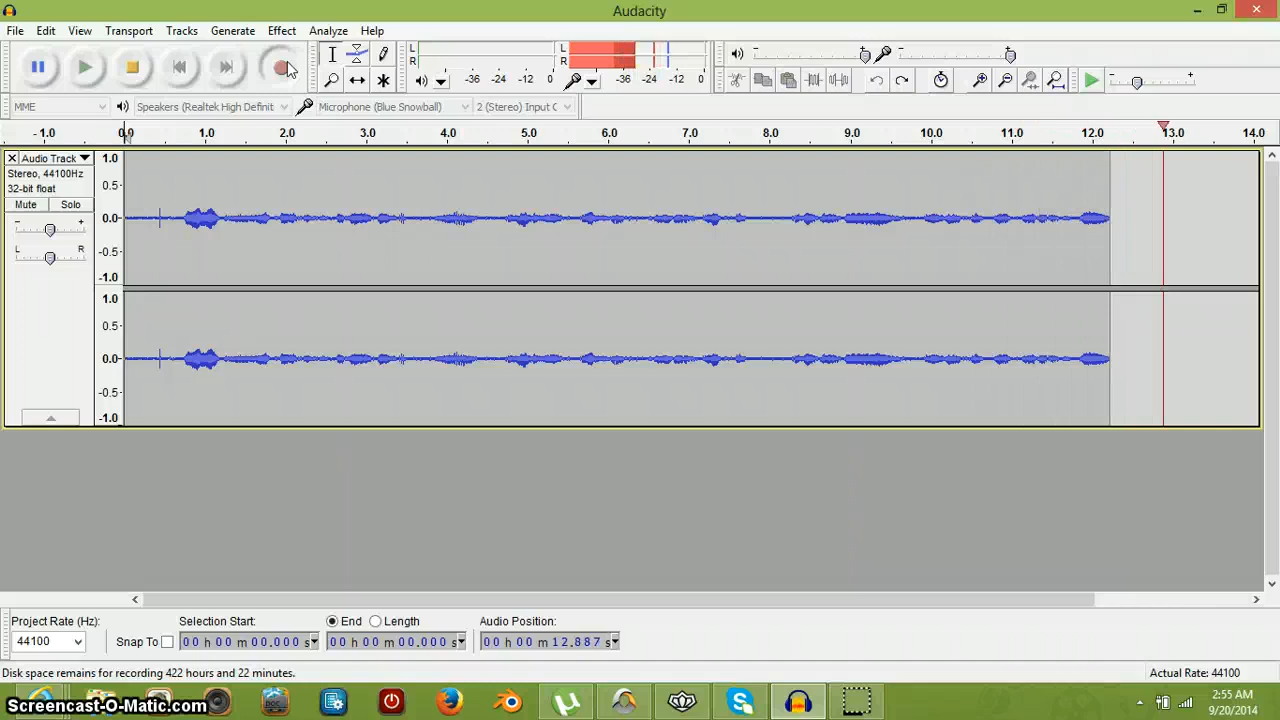 Audacity
File Edit View Transport Tracks Generate Effect Analyze Help
L
R
-36 -24 -12 0
L
R
-36 -24 -12 0
MME Speakers (Realtek High Definit Microphone (Blue Snowball) 2 (Stereo) Input C
- 1.0 0.0 1.0 2.0 3.0 4.0 5.0 6.0 7.0 8.0 9.0 10.0 11.0 12.0 13.0 14.0
Audio Track
Stereo, 44100Hz
32-bit float
Mute Solo
- +
L R
1.0
0.5-
0.0-
-0.5-
-1.0
1.0
0.5-
0.0-
-0.5-
-1.0
Project Rate (Hz): Selection Start: End Length Audio Position:
44100 Snap To 00 h 00 m 00.000 s 00 h 00 m 00.000 s 00 h 00 m 12.887 s
Disk space remains for recording 422 hours and 22 minutes. Actual Rate: 44100
Screencast-O-Matic.com
DOC
2:55 AM
9/20/2014